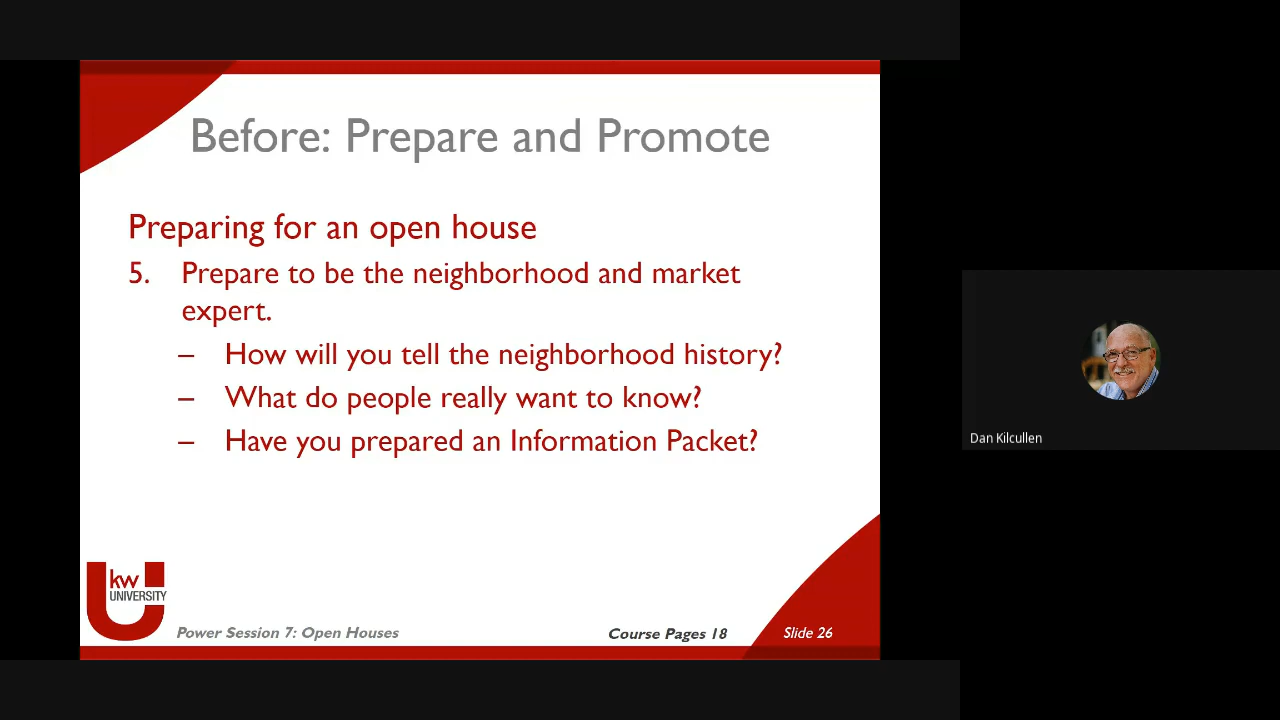 Before: Prepare and Promote
Preparing for an open house
5. Prepare to be the neighborhood and market
expert.
– How will you tell the neighborhood history?
– What do people really want to know?
– Have you prepared an Information Packet?
kw
UNIVERSITY
Power Session 7: Open Houses
Course Pages 18
Slide 26
Dan Kilcullen